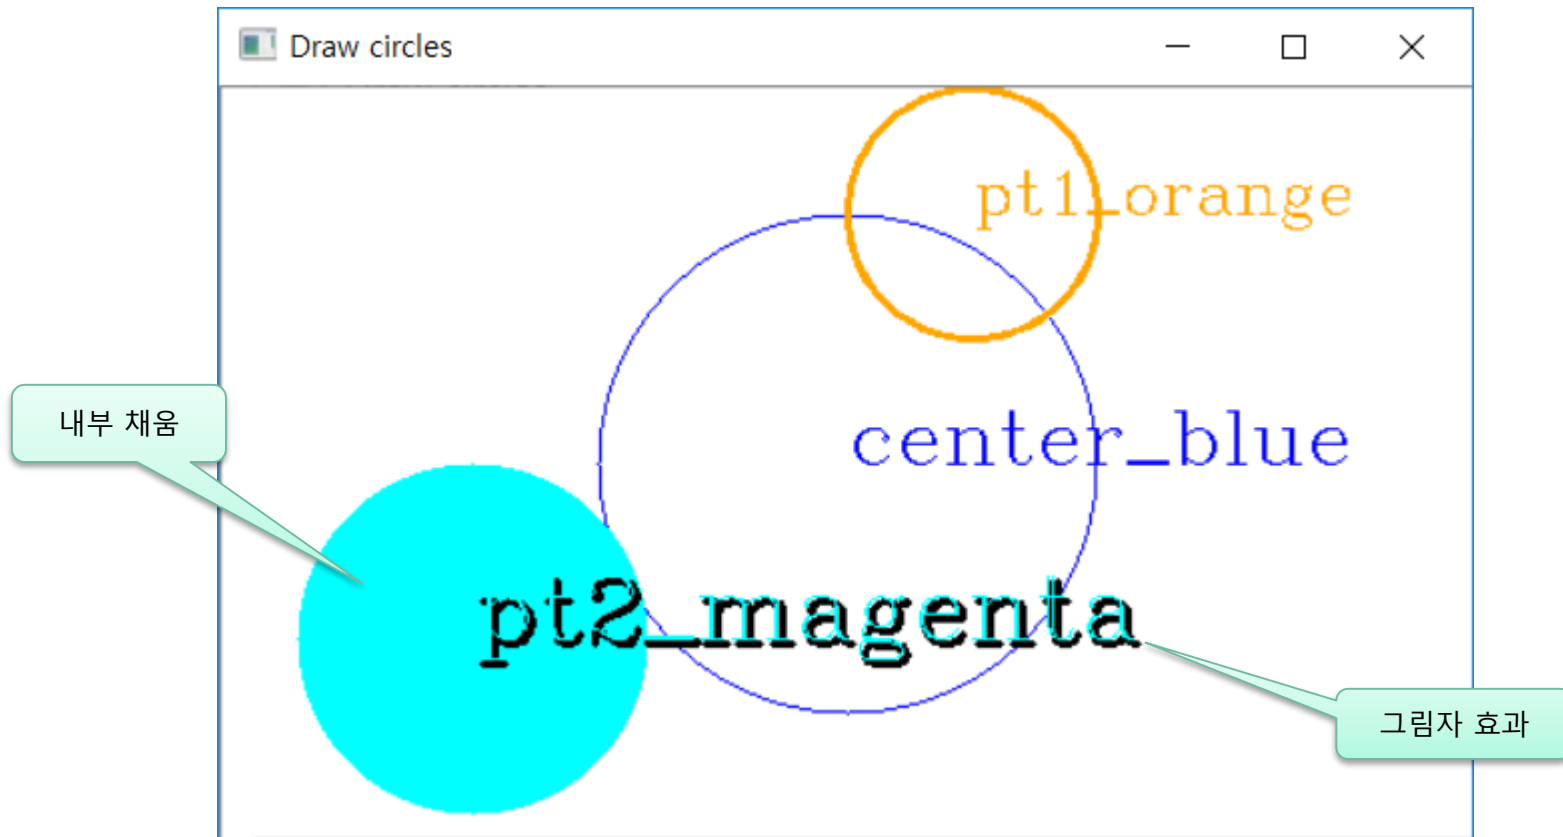 Draw circles
pt1_orange
내부 채움
center_blue
pt2_magenta
그림자 효과